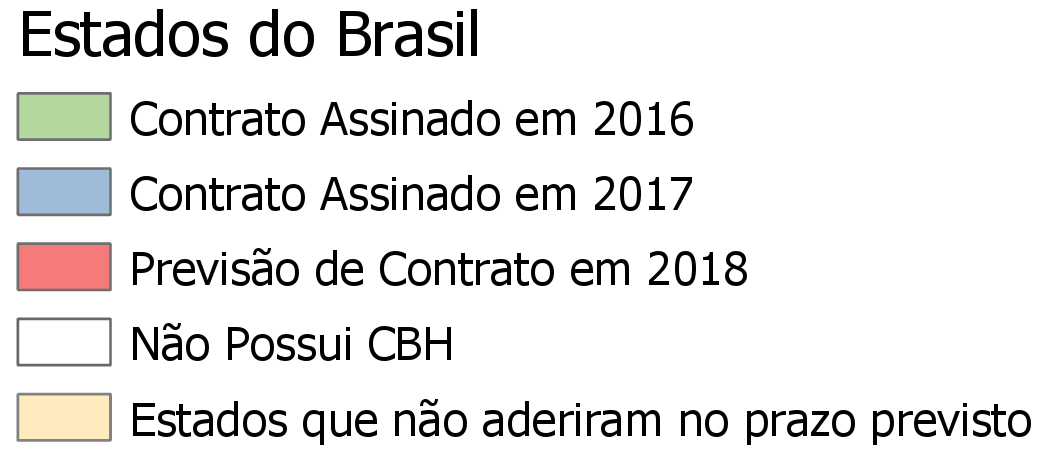 Estados do Brasil
Contrato Assinado em 2016
Contrato Assinado em 2017
Previsão de Contrato em 2018
Não Possui CBH
Estados que não aderiram no prazo previsto